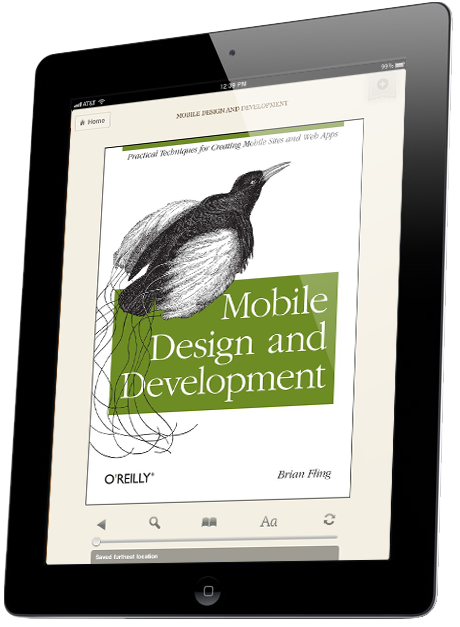 AT&T
12:39 PM
99%
Home
MOBILE DESIGN AND DEVELOPMENT
Practical Techniques for Creating Mobile Sites and Web Apps
Mobile
Design and
Development
O'REILLY®
Brian Fling
Aa
Saved furthest location